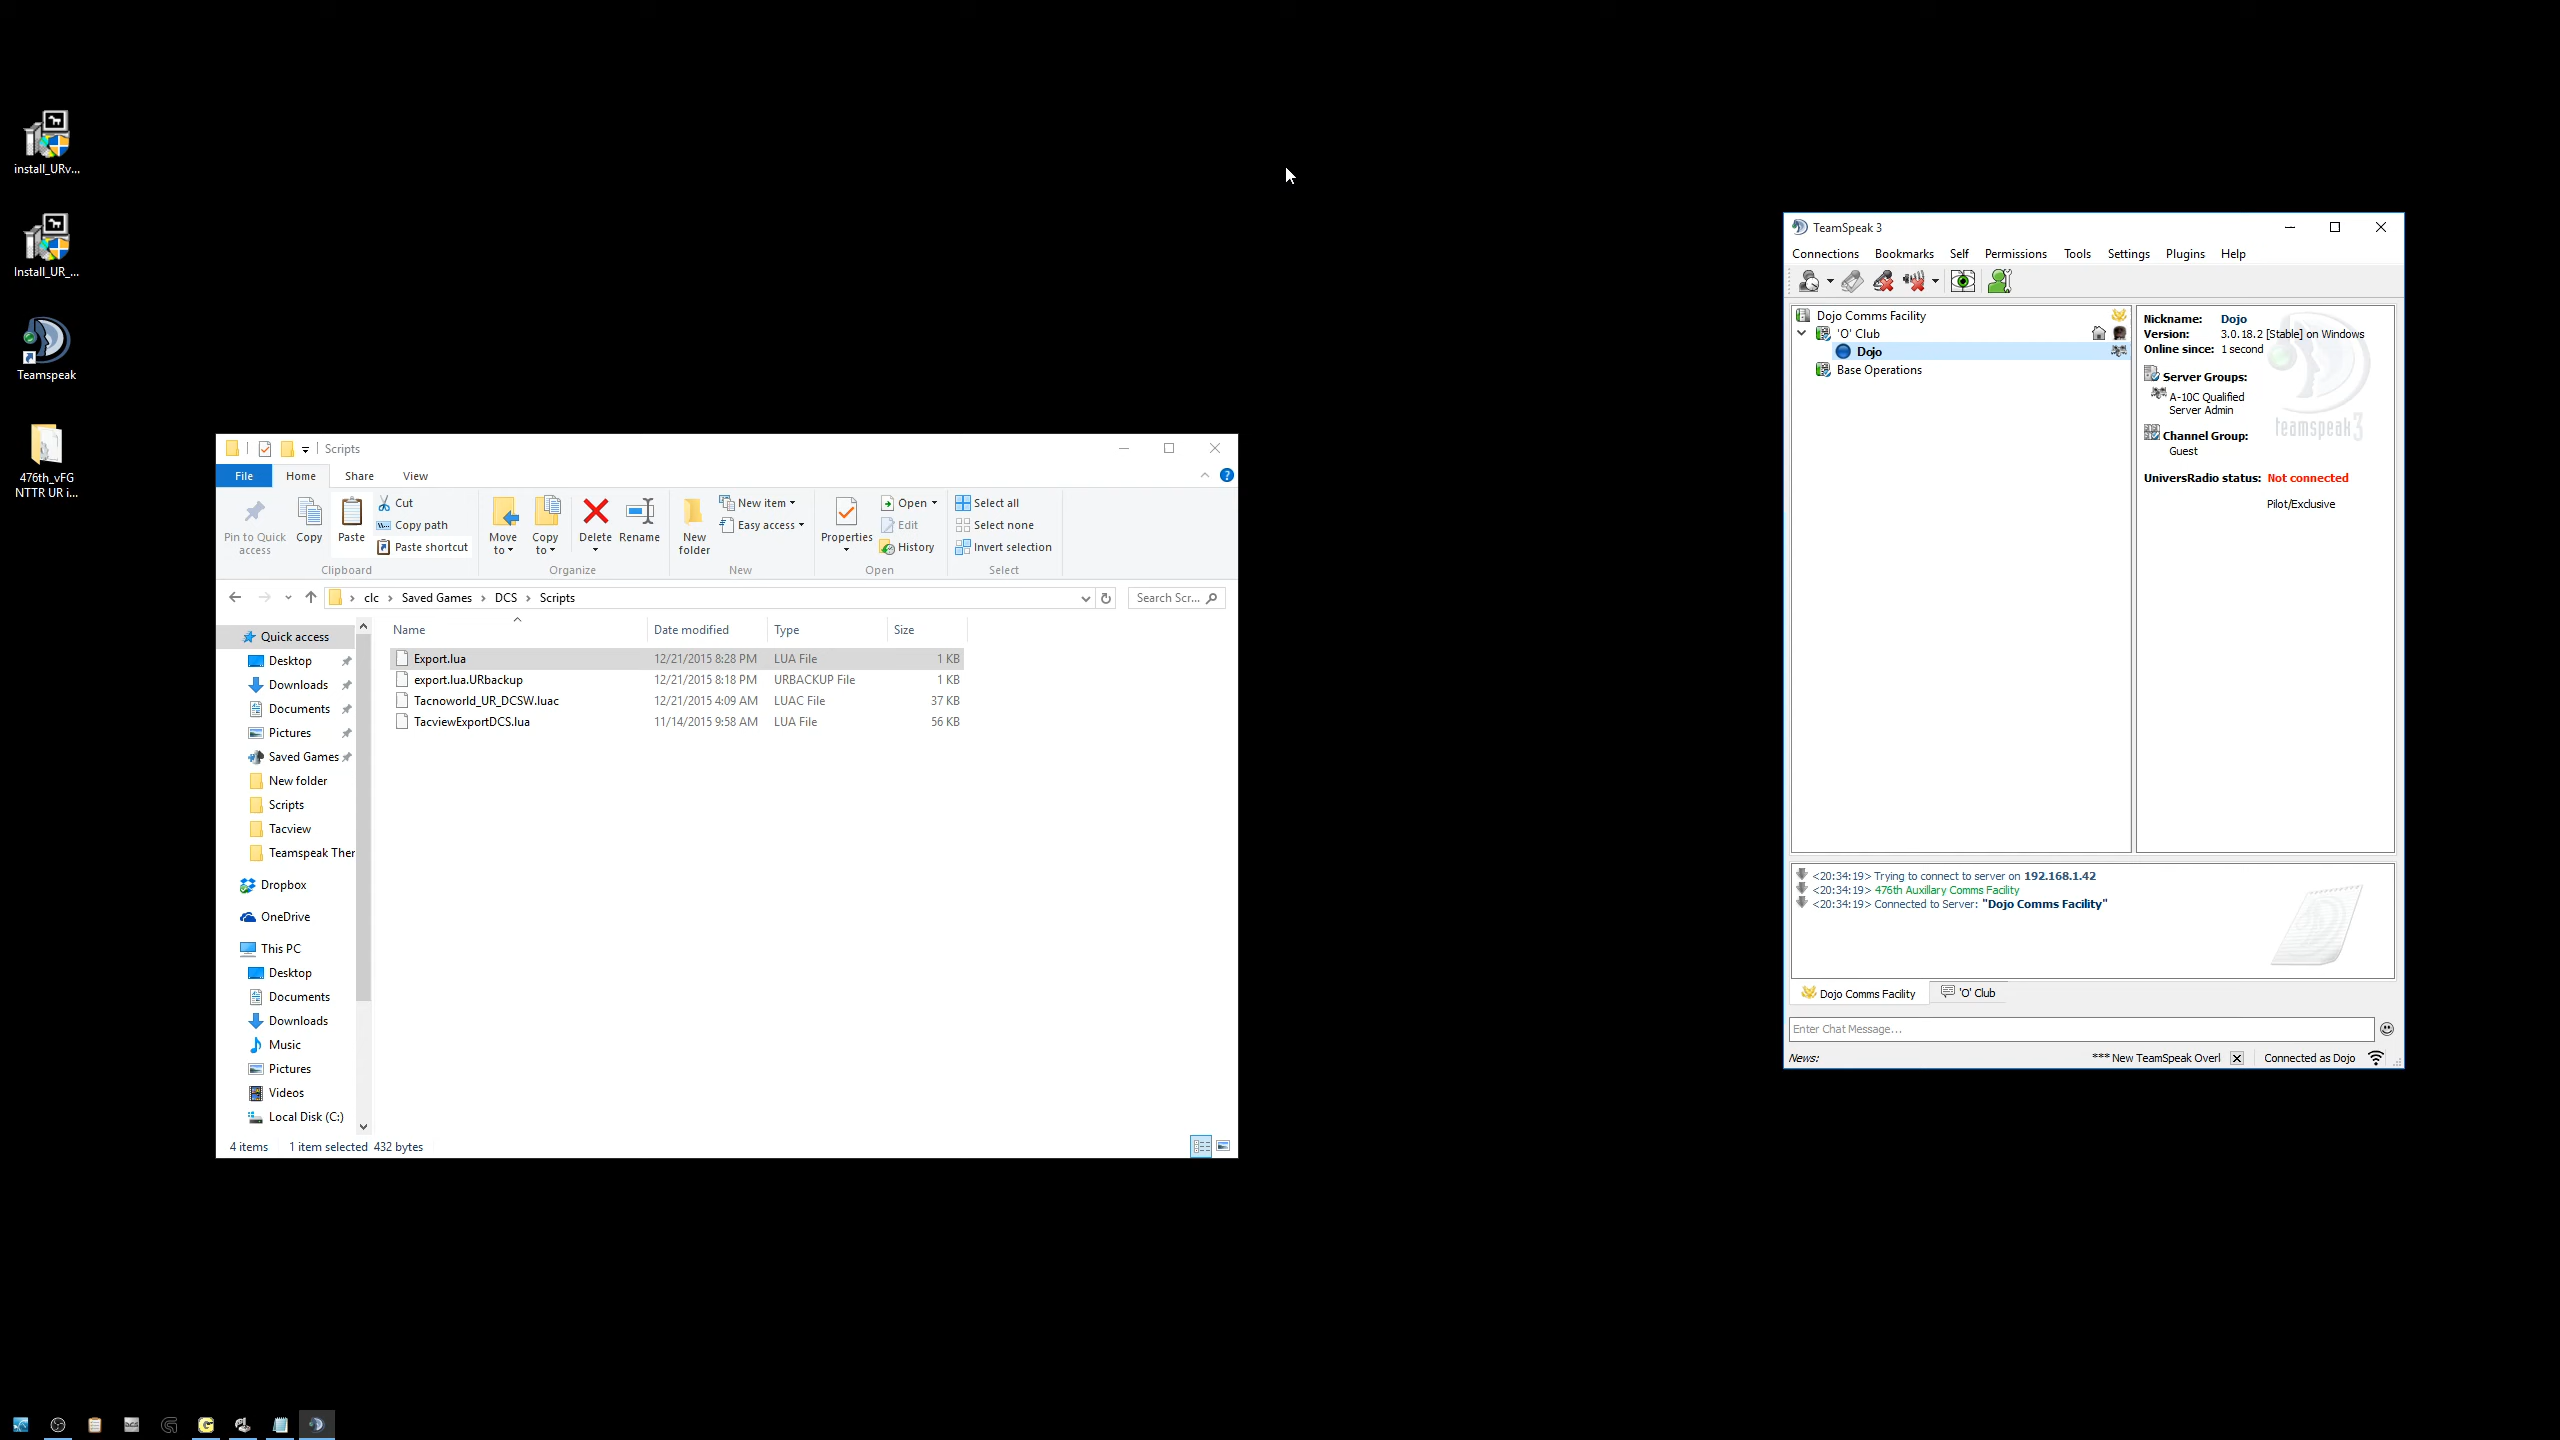 install_URv...
Install_UR_...
Teamspeak
476th_vFG
NTTR UR i...
Scripts
File
Home
Share
View
Pin to Quick
access
Copy
Paste
Cut
Copy path
Paste shortcut
Clipboard
Move
to
Copy
to
Delete
Rename
Organize
New
folder
New item
Easy access
New
Properties
Open
Edit
History
Open
Select all
Select none
Invert selection
Select
clc
Saved Games
DCS
Scripts
Search Scr...
Name
Date modified
Type
Size
Export.lua 12/21/2015 8:28 PM LUA File 1 KB
export.lua.URbackup 12/21/2015 8:18 PM URBACKUP File 1 KB
Tacnoworld_UR_DCSW.luac 12/21/2015 4:09 AM LUAC File 37 KB
TacviewExportDCS.lua 11/14/2015 9:58 AM LUA File 56 KB
Quick access
Desktop
Downloads
Documents
Pictures
Saved Games
New folder
Scripts
Tacview
Teamspeak Ther
Dropbox
OneDrive
This PC
Desktop
Documents
Downloads
Music
Pictures
Videos
Local Disk (C:)
4 items 1 item selected 432 bytes
TeamSpeak 3
Connections Bookmarks Self Permissions Tools Settings Plugins Help
Dojo Comms Facility
'O' Club
Dojo
Base Operations
Nickname: Dojo
Version: 3.0.18.2 [Stable] on Windows
Online since: 1 second
Server Groups:
A-10C Qualified
Server Admin
Channel Group:
Guest
teamspeak3
UniversRadio status: Not connected
Pilot/Exclusive
<20:34:19> Trying to connect to server on 192.168.1.42
<20:34:19> 476th Auxillary Comms Facility
<20:34:19> Connected to Server: "Dojo Comms Facility"
Dojo Comms Facility
'O' Club
Enter Chat Message...
News: *** New TeamSpeak Overl Connected as Dojo
DCS